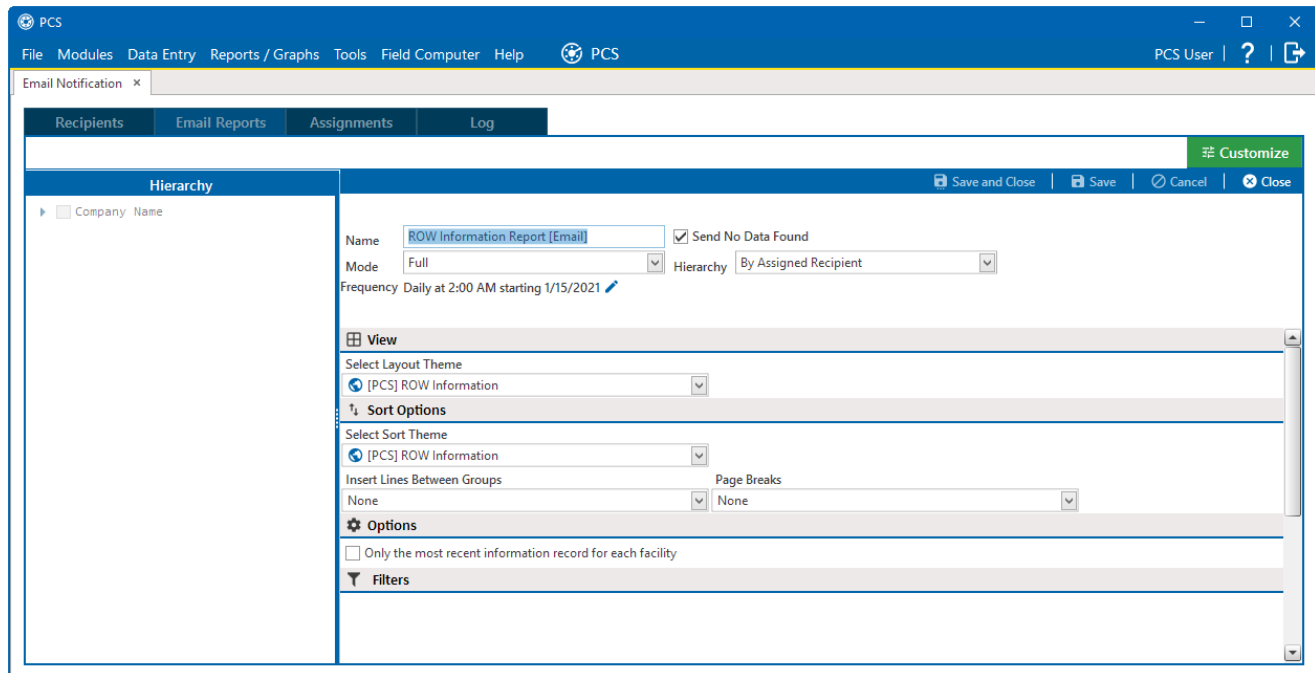 PCS
File Modules Data Entry Reports / Graphs Tools Field Computer Help PCS PCS User | ? |
Email Notification ×
Recipients Email Reports Assignments Log
Customize
Hierarchy Save and Close | Save | Cancel | Close
Company Name
Name ROW Information Report [Email] Send No Data Found
Mode Full Hierarchy By Assigned Recipient
Frequency Daily at 2:00 AM starting 1/15/2021
View
Select Layout Theme
[PCS] ROW Information
Sort Options
Select Sort Theme
[PCS] ROW Information
Insert Lines Between Groups Page Breaks
None None
Options
Only the most recent information record for each facility
Filters